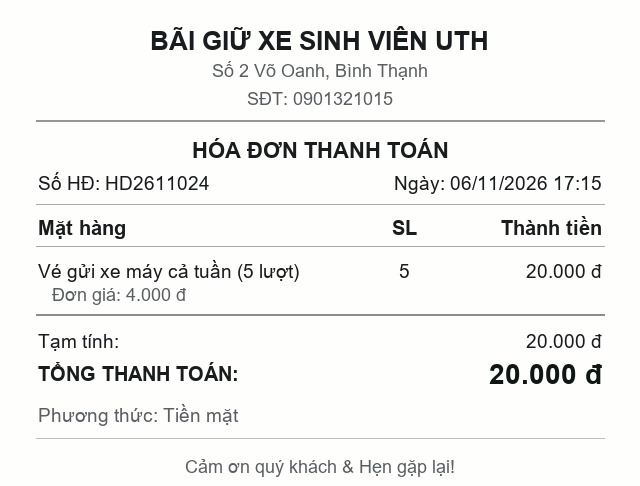 BÃI GIỮ XE SINH VIÊN UTH
Số 2 Võ Oanh, Bình Thạnh
SĐT: 0901321015
HÓA ĐƠN THANH TOÁN
Số HĐ: HD2611024 Ngày: 06/11/2026 17:15
Mặt hàng SL Thành tiền
Vé gửi xe máy cả tuần (5 lượt) 5 20.000 đ
Đơn giá: 4.000 đ
Tạm tính: 20.000 đ
TỔNG THANH TOÁN: 20.000 đ
Phương thức: Tiền mặt
Cảm ơn quý khách & Hẹn gặp lại!